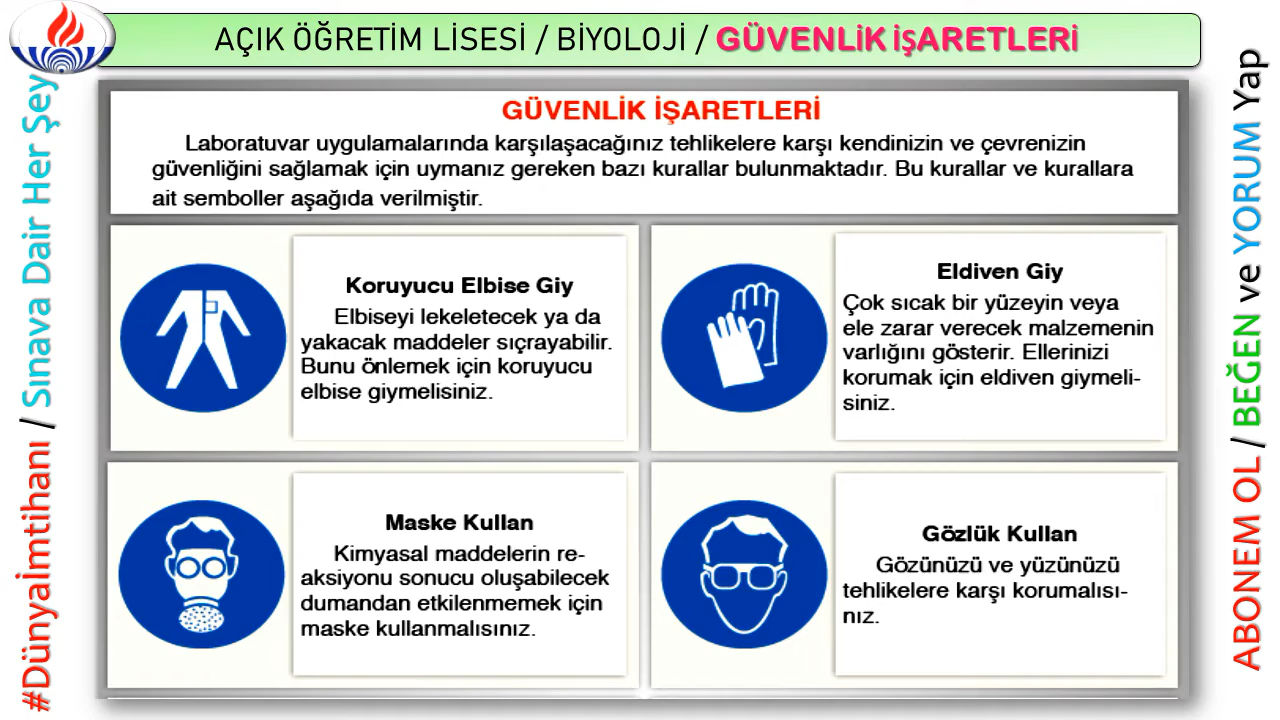 AÇIK ÖĞRETİM LİSESİ / BİYOLOJİ / GÜVENLİK İŞARETLERİ
#Dünyaİmtihanı / Sınava Dair Her Şey
GÜVENLİK İŞARETLERİ
Laboratuvar uygulamalarında karşılaşacağınız tehlikelere karşı kendinizin ve çevrenizin
güvenliğini sağlamak için uymanız gereken bazı kurallar bulunmaktadır. Bu kurallar ve kurallara
ait semboller aşağıda verilmiştir.
Koruyucu Elbise Giy
Elbiseyi lekeletecek ya da
yakacak maddeler sıçrayabilir.
Bunu önlemek için koruyucu
elbise giymelisiniz.
Eldiven Giy
Çok sıcak bir yüzeyin veya
ele zarar verecek malzemenin
varlığını gösterir. Ellerinizi
korumak için eldiven giymeli-
siniz.
Maske Kullan
Kimyasal maddelerin re-
aksiyonu sonucu oluşabilecek
dumandan etkilenmemek için
maske kullanmalısınız.
Gözlük Kullan
Gözünüzü ve yüzünüzü
tehlikelere karşı korumalısı-
nız.
ABONEM OL / BEĞEN ve YORUM Yap